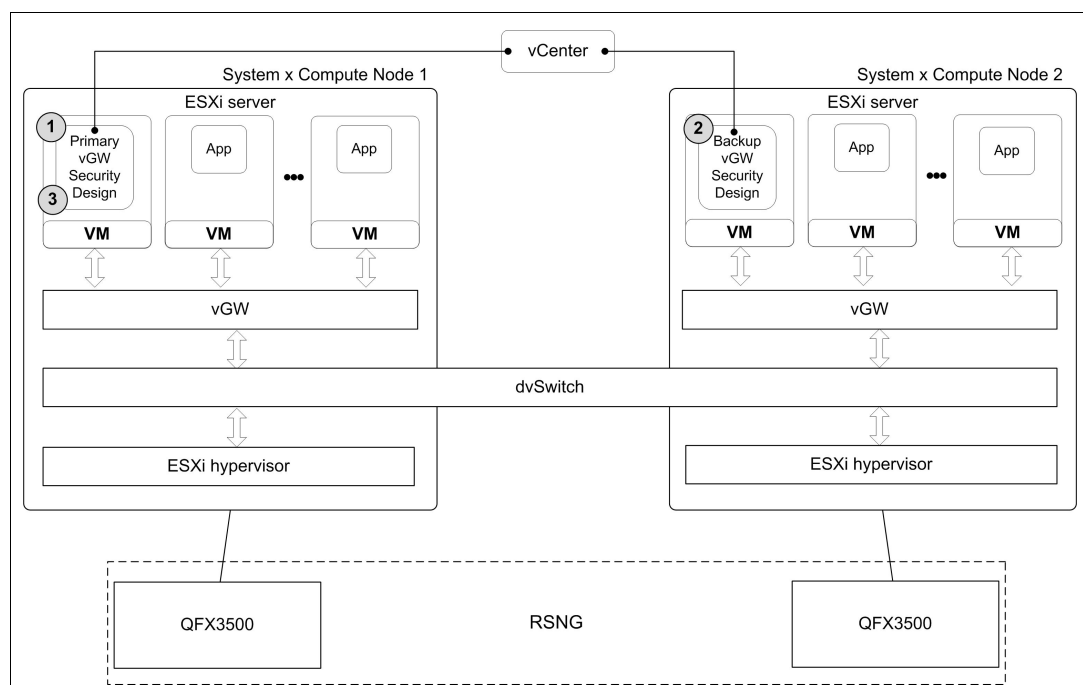 vCenter
System x Compute Node 1
System x Compute Node 2
ESXi server
ESXi server
1
Primary
vGW
Security
Design
3
App
App
2
Backup
vGW
Security
Design
App
App
VM
VM
VM
VM
VM
VM
vGW
vGW
dvSwitch
ESXi hypervisor
ESXi hypervisor
QFX3500
RSNG
QFX3500